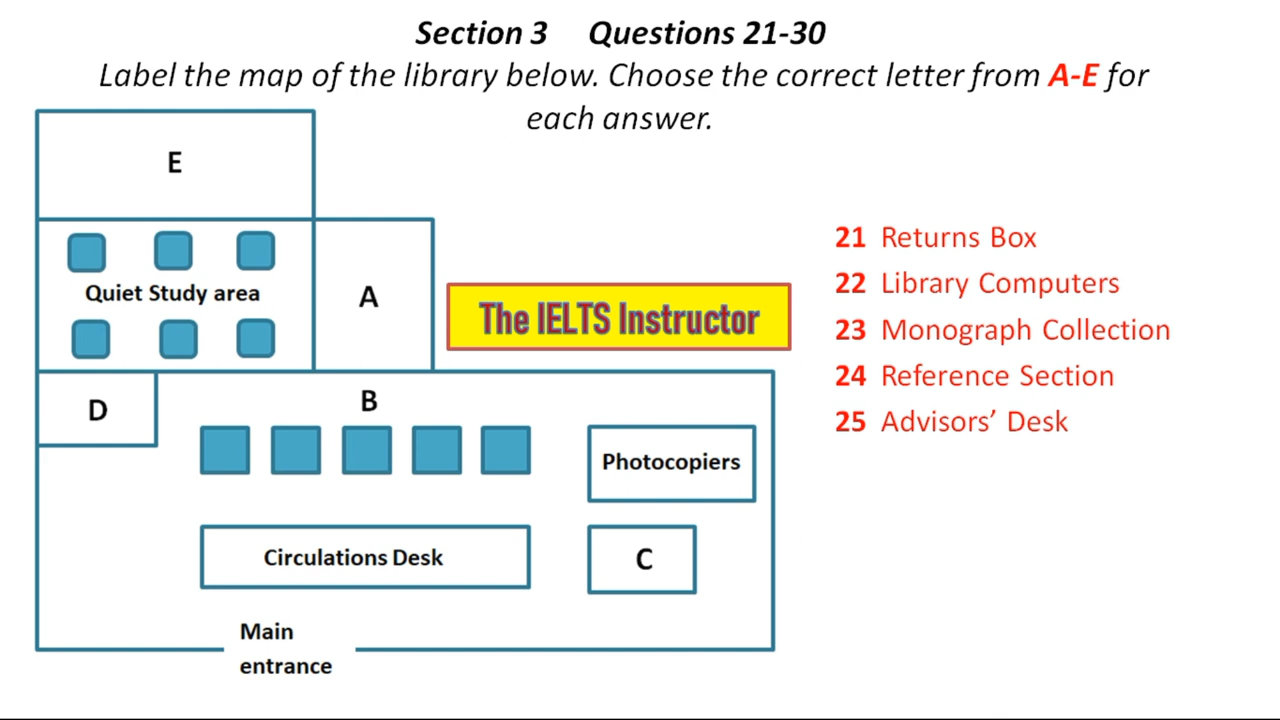 Section 3 Questions 21-30
Label the map of the library below. Choose the correct letter from A-E for
each answer.
E
Quiet Study area
A
The IELTS Instructor
D
B
Photocopiers
Circulations Desk
C
Main
entrance
21 Returns Box
22 Library Computers
23 Monograph Collection
24 Reference Section
25 Advisors’ Desk